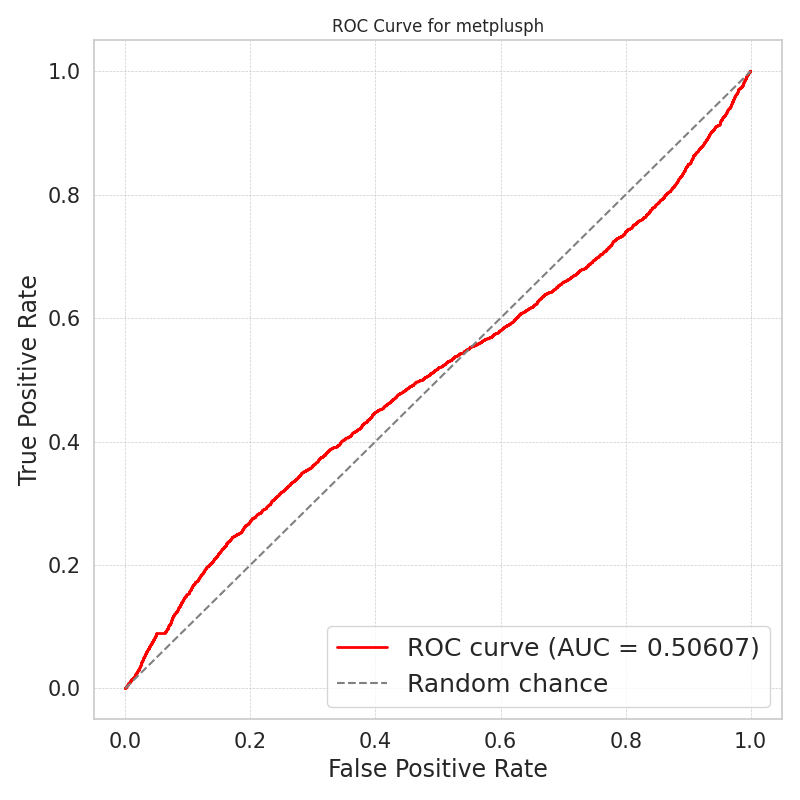 ROC Curve for metplusph
True Positive Rate
1.0
0.8
0.6
0.4
0.2
0.0
ROC curve (AUC = 0.50607)
Random chance
0.0 0.2 0.4 0.6 0.8 1.0
False Positive Rate